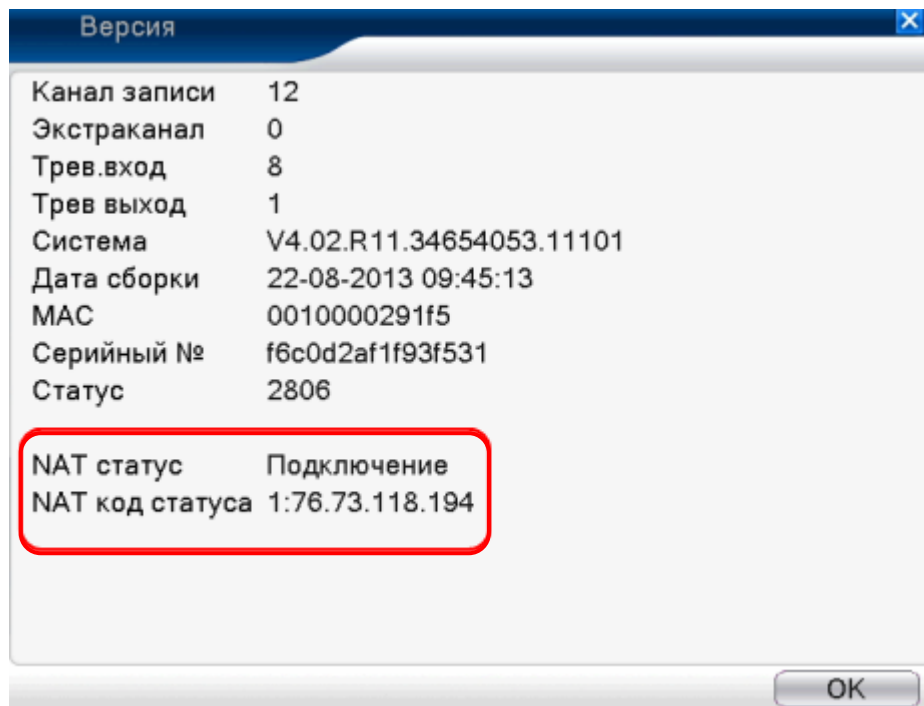 Версия
Канал записи 12
Экстраканал 0
Трев.вход 8
Трев выход 1
Система V4.02.R11.34654053.11101
Дата сборки 22-08-2013 09:45:13
MAC 0010000291f5
Серийный № f6c0d2af1f93f531
Статус 2806
NAT статус Подключение
NAT код статуса 1:76.73.118.194
OK